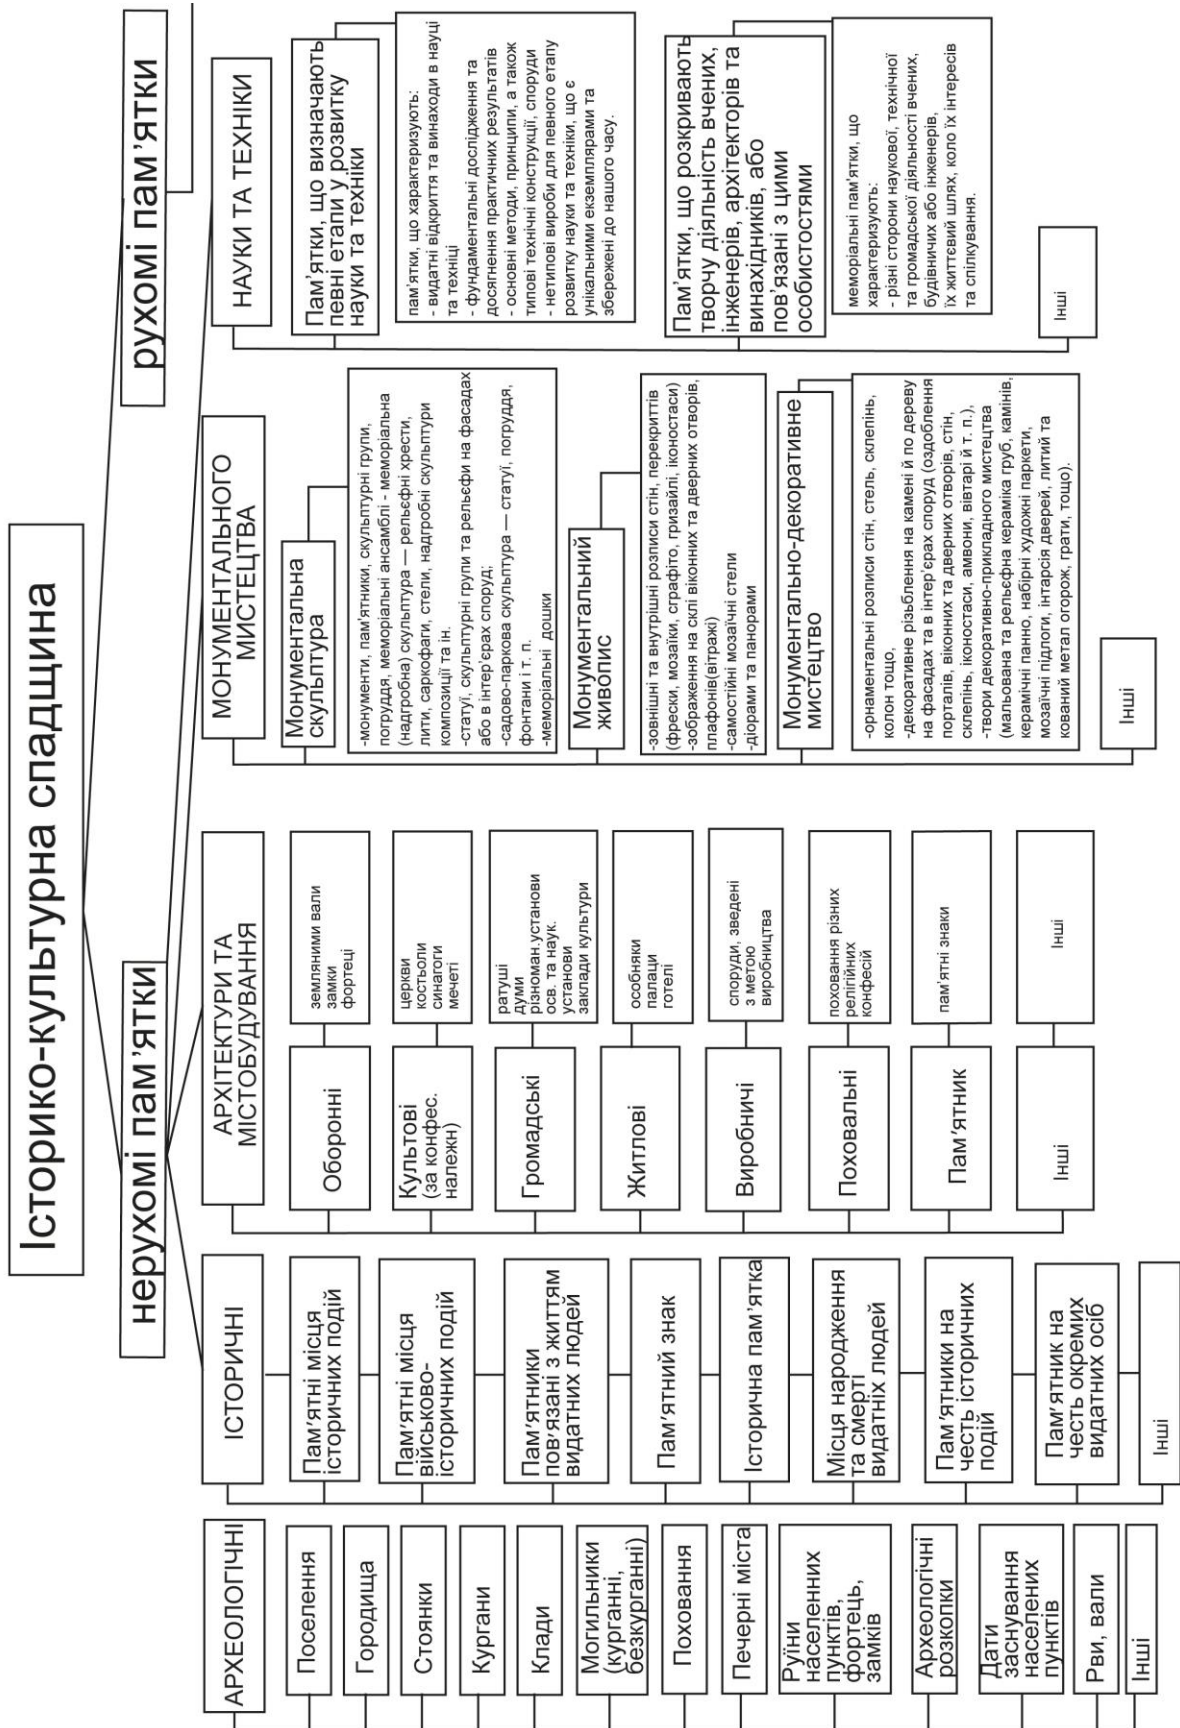 Історико-культурна спадщина
нерухомі пам'ятки
рухомі пам'ятки
АРХЕОЛОГІЧНІ
Поселення
Городища
Стоянки
Кургани
Клади
Могильники
(курганні,
безкурганні)
Поховання
Печерні міста
Руїни
населенних
пунктів,
фортець,
замків
Археологічні
розкопки
Дати
заснування
населених
пунктів
Рви, вали
Інші
ІСТОРИЧНІ
Пам'ятні місця
історичних подій
Пам'ятні місця
військово-
історичних подій
Пам'ятники
пов'язані з життям
видатних людей
Пам'ятний знак
Історична пам'ятка
Місця народження
та смерті
видатніх людей
Пам'ятники на
честь історичних
подій
Пам'ятник на
честь окремих
видатних осіб
Інші
АРХІТЕКТУРИ ТА
МІСТОБУДУВАННЯ
Оборонні
земляними вали
замки
фортеці
Культові
(за конфес.
належн)
церкви
костьоли
синагоги
мечеті
Громадські
ратуші
думи
різноман.установи
осв. та наук.
установи
заклади культури
Житлові
особняки
палаци
готелі
Виробничі
споруди, зведені
з метою
виробництва
Поховальні
поховання різних
релігійних
конфесій
Пам'ятник
пам'ятні знаки
Інші
Інші
МОНУМЕНТАЛЬНОГО
МИСТЕЦТВА
Монументальна
скульптура
-монументи, пам'ятники, скульптурні групи,
погруддя, меморіальні ансамблі - меморіальна
(надгробна) скульптура — рельєфні хрести,
лити, саркофаги, стели, надгробні скульптури
композиції та ін.
-статуї, скульптурні групи та рельєфи на фасадах
або в інтер'єрах споруд;
-садово-паркова скульптура — статуї, погруддя,
фонтани і т. п.
-меморіальні дошки
Монументальний
живопис
-зовнішні та внутрішні розписи стін, перекриттів
(фрески, мозаїки, сграфіто, гризайлі, іконостаси)
-зображення на склі віконних та дверних отворів,
плафонів(вітражі)
-самостійні мозаїчні стели
-діорами та панорами
Монументально-декоративне
мистецтво
-орнаментальні розписи стін, стель, склепінь,
колон тощо,
-декоративне різьблення на камені й по дереву
на фасадах та в інтер'єрах споруд (оздоблення
порталів, віконних та дверних отворів, стін,
склепінь, іконостаси, амвони, вівтарі й т. п.),
-твори декоративно-прикладного мистецтва
(мальована та рельєфна кераміка груб, камінів,
керамічні панно, набірні художні паркети,
мозаїчні підлоги, інтарсія дверей, литий та
кований метал огорож, грати, тощо).
Інші
НАУКИ ТА ТЕХНІКИ
Пам'ятки, що визначають
певні етапи у розвитку
науки та техніки
пам'ятки, що характеризують:
- видатні відкриття та винаходи в науці
та техніці
- фундаментальні дослідження та
досягнення практичних результатів
- основні методи, принципи, а також
типові технічні конструкції, споруди
- нетипові вироби для певного етапу
розвитку науки та техніки, що є
унікальними екземплярами та
збережені до нашого часу.
Пам'ятки, що розкривають
творчу діяльність вчених,
інженерів, архітекторів та
винахідників, або
пов'язані з цими
особистостями
меморіальні пам'ятки, що
характеризують:
- різні сторони наукової, технічної
та громадської діяльності вчених,
будівничих або інженерів,
їх життєвий шлях, коло їх інтересів
та спілкування.
Інші